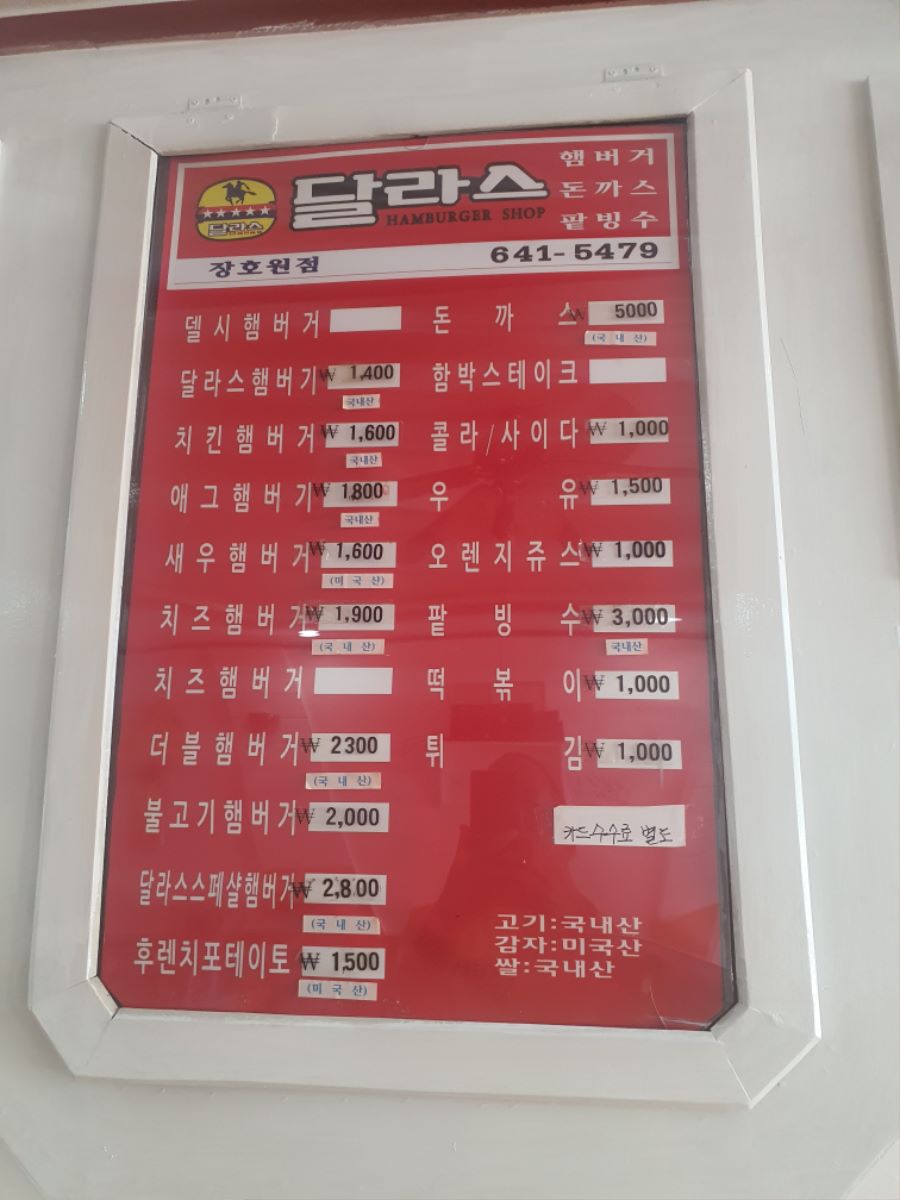 달라스
달라스
HAMBURGER SHOP
햄버거
돈까스
팥빙수
장호원점
641-5479
델시햄버거
달라스햄버거 ₩ 1,400
국내산
치킨햄버거 ₩ 1,600
국내산
애그햄버거 ₩ 1,800
국내산
새우햄버거 ₩ 1,600
(미국산)
치즈햄버거 ₩ 1,900
(국내산)
치즈햄버거
더블햄버거 ₩ 2300
(국내산)
불고기햄버거 ₩ 2,000
달라스스페샬햄버거 ₩ 2,800
(국내산)
후렌치포테이토 ₩ 1,500
(미국산)
돈까스 ₩ 5000
(국내산)
함박스테이크
콜라/사이다 ₩ 1,000
우유 ₩ 1,500
오렌지쥬스 ₩ 1,000
팥빙수 ₩ 3,000
국내산
떡볶이 ₩ 1,000
튀김 ₩ 1,000
카드수수료 별도
고기:국내산
감자:미국산
쌀:국내산